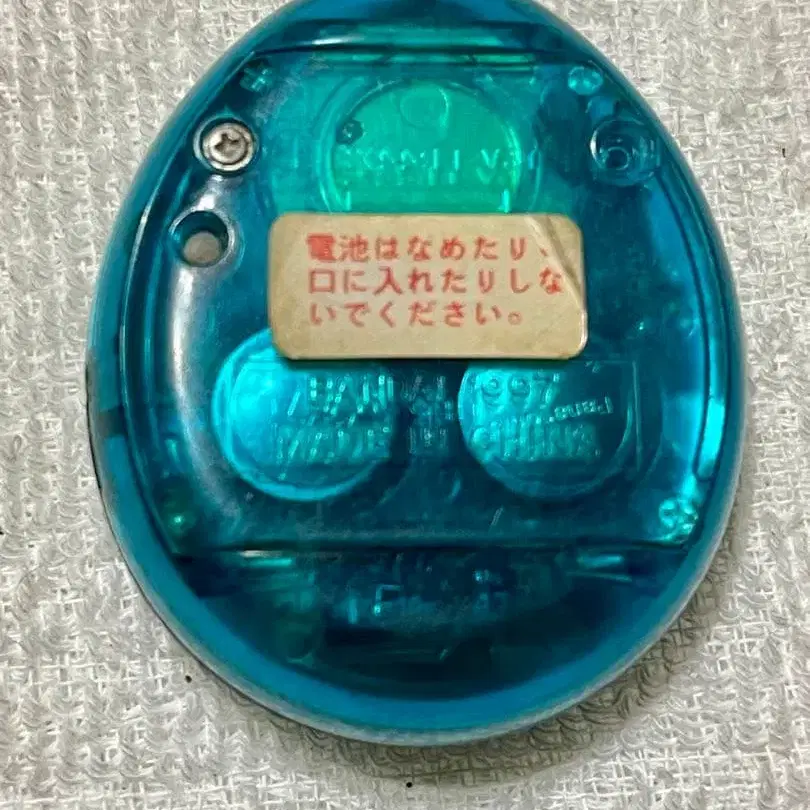 電池はなめたり、
口に入れたりしな
いでください。
BANDAI 1997
MADE IN CHINA